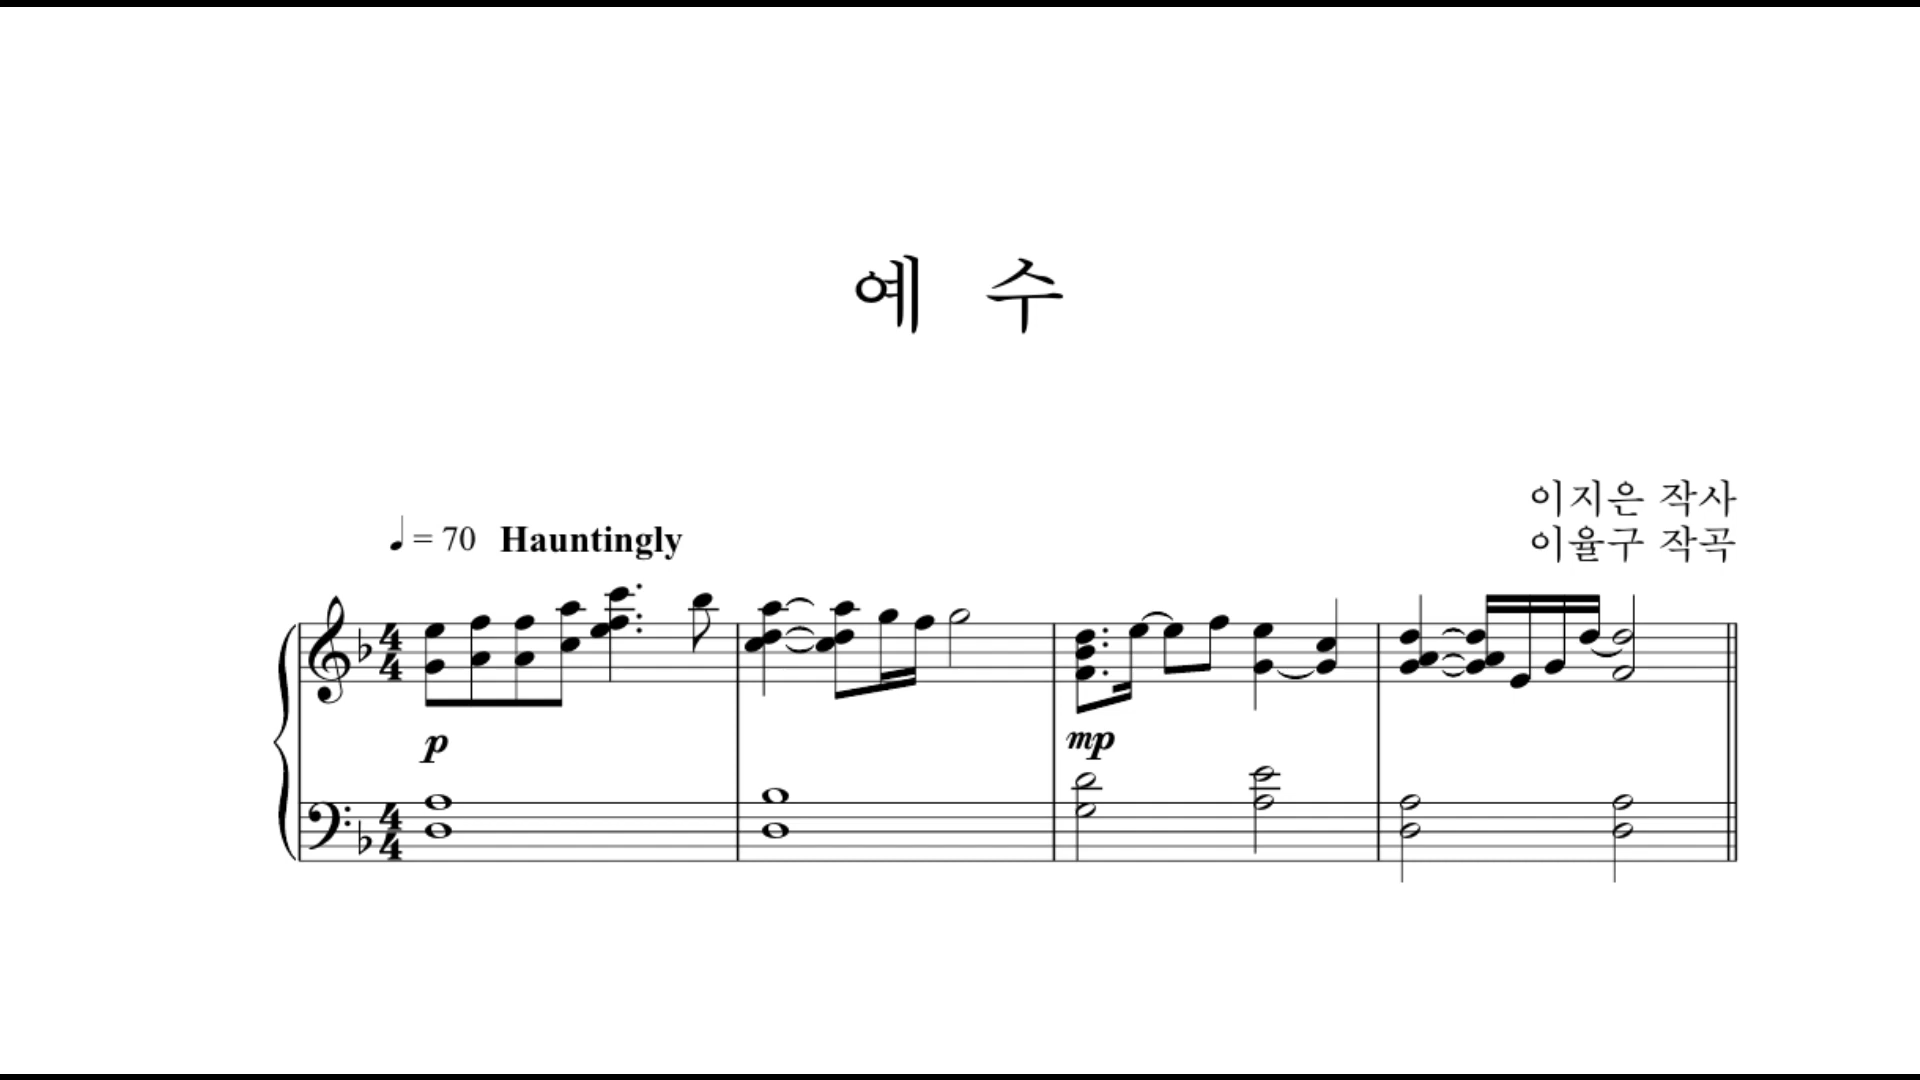 예 수
이지은 작사
이율구 작곡
♩ = 70 Hauntingly
p
mp